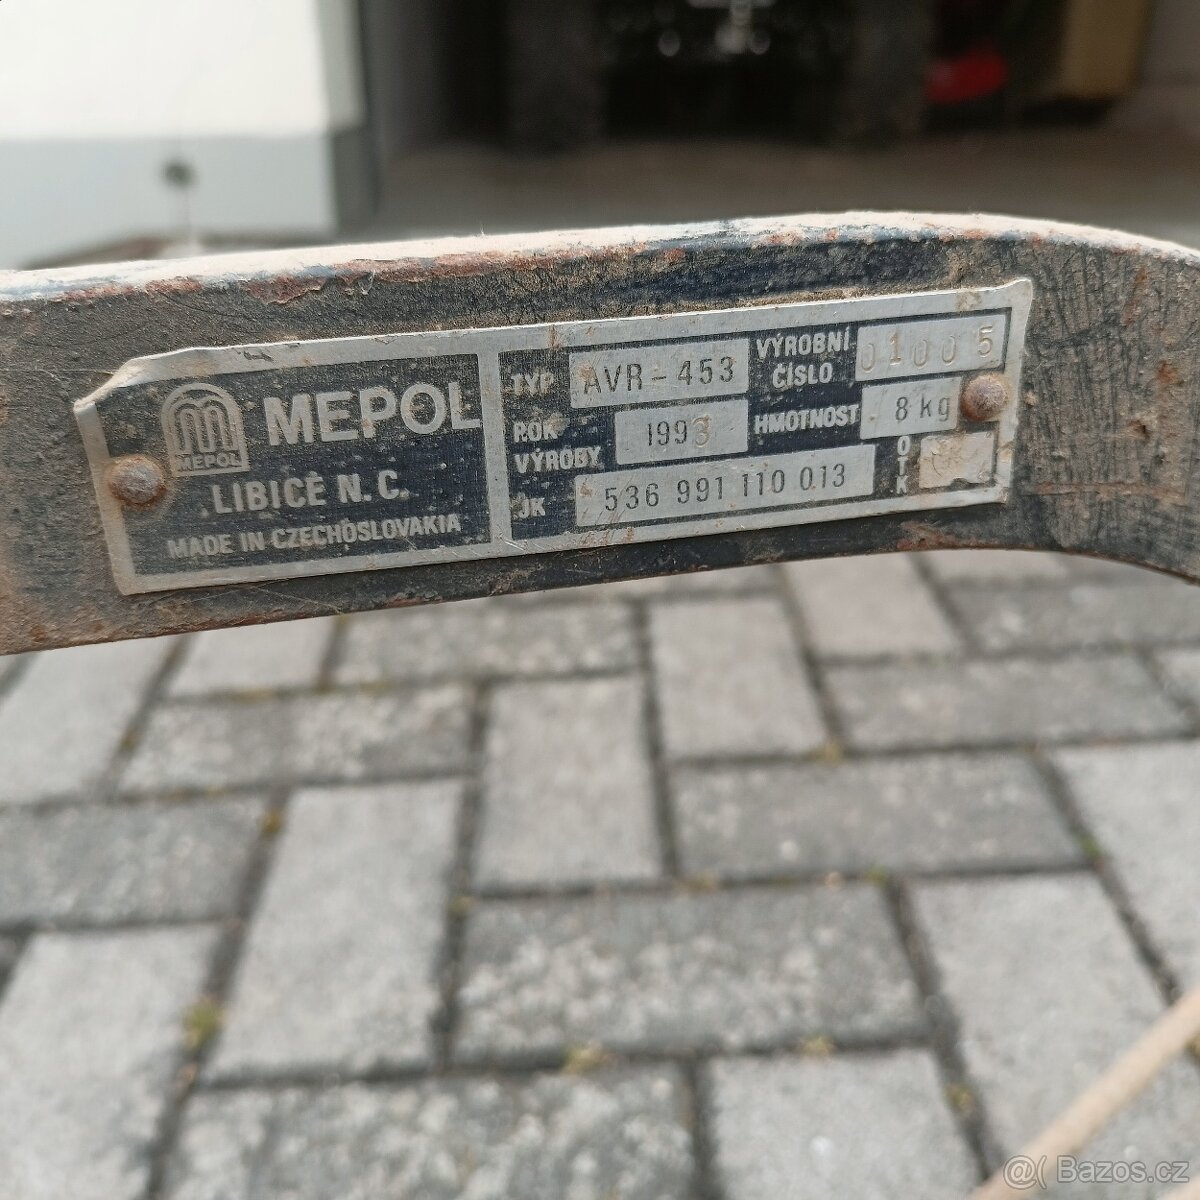 MEPOL
MEPOL
LIBICE N. C.
MADE IN CZECHOSLOVAKIA
TYP AVR-453
VÝROBNÍ ČÍSLO 01005
ROK VÝROBY 1993
HMOTNOST 8 kg
JK 536 991 110 013
OTK
@( Bazos.cz